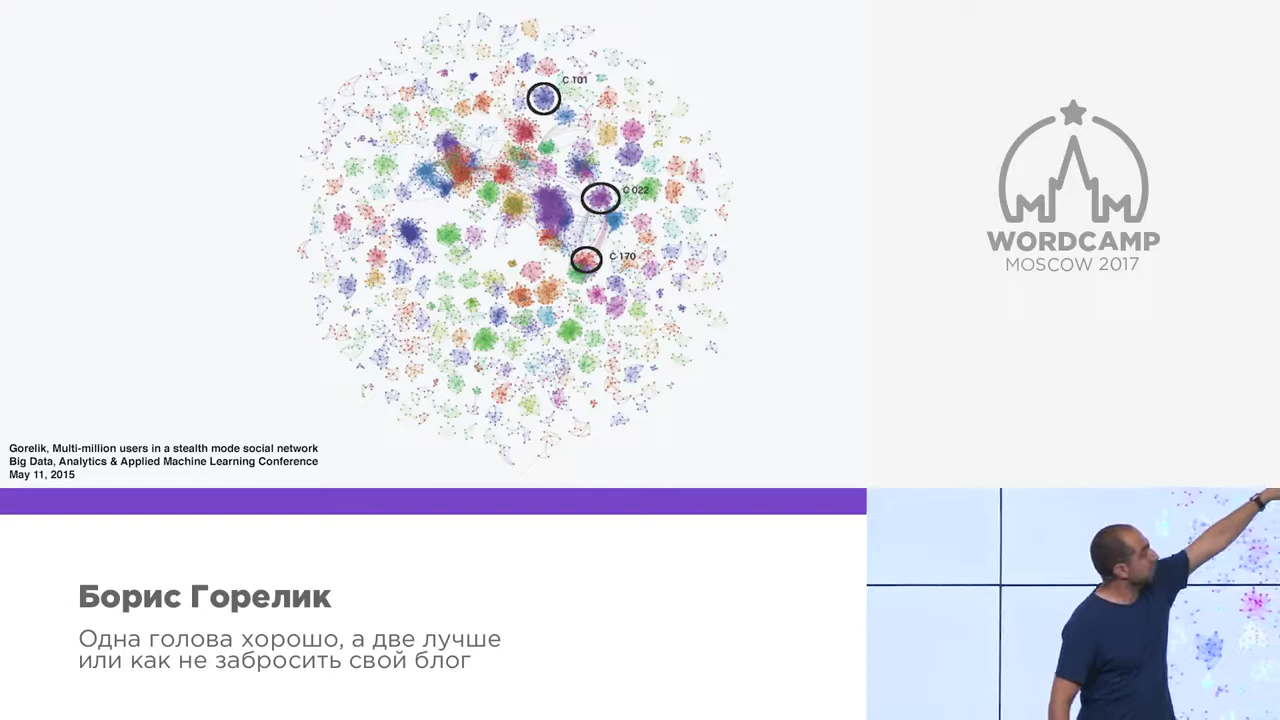 C 101
C 022
C 170
WORDCAMP
MOSCOW 2017
Gorelik, Multi-million users in a stealth mode social network
Big Data, Analytics & Applied Machine Learning Conference
May 11, 2015
Борис Горелик
Одна голова хорошо, а две лучше
или как не забросить свой блог